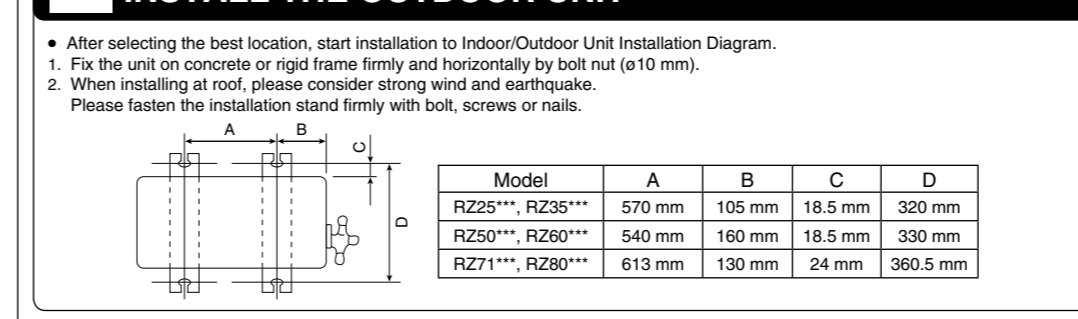 • After selecting the best location, start installation to Indoor/Outdoor Unit Installation Diagram.
1. Fix the unit on concrete or rigid frame firmly and horizontally by bolt nut (ø10 mm).
2. When installing at roof, please consider strong wind and earthquake.
Please fasten the installation stand firmly with bolt, screws or nails.
A B C D
Model A B C D
RZ25***, RZ35*** 570 mm 105 mm 18.5 mm 320 mm
RZ50***, RZ60*** 540 mm 160 mm 18.5 mm 330 mm
RZ71***, RZ80*** 613 mm 130 mm 24 mm 360.5 mm